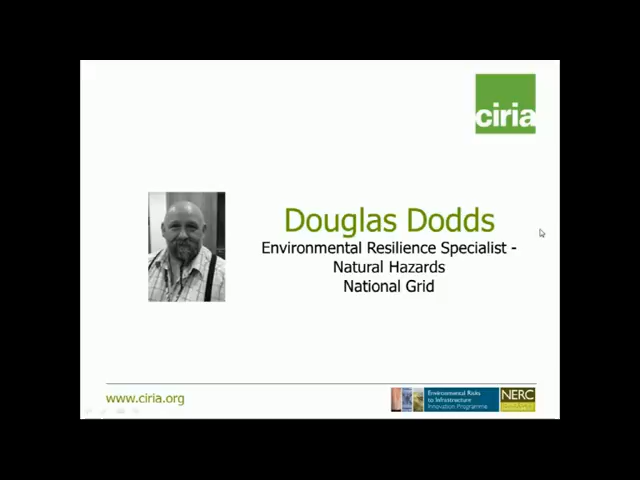 ciria
Douglas Dodds
Environmental Resilience Specialist -
Natural Hazards
National Grid
www.ciria.org
Environmental Risks
to Infrastructure
Innovation Programme
NERC